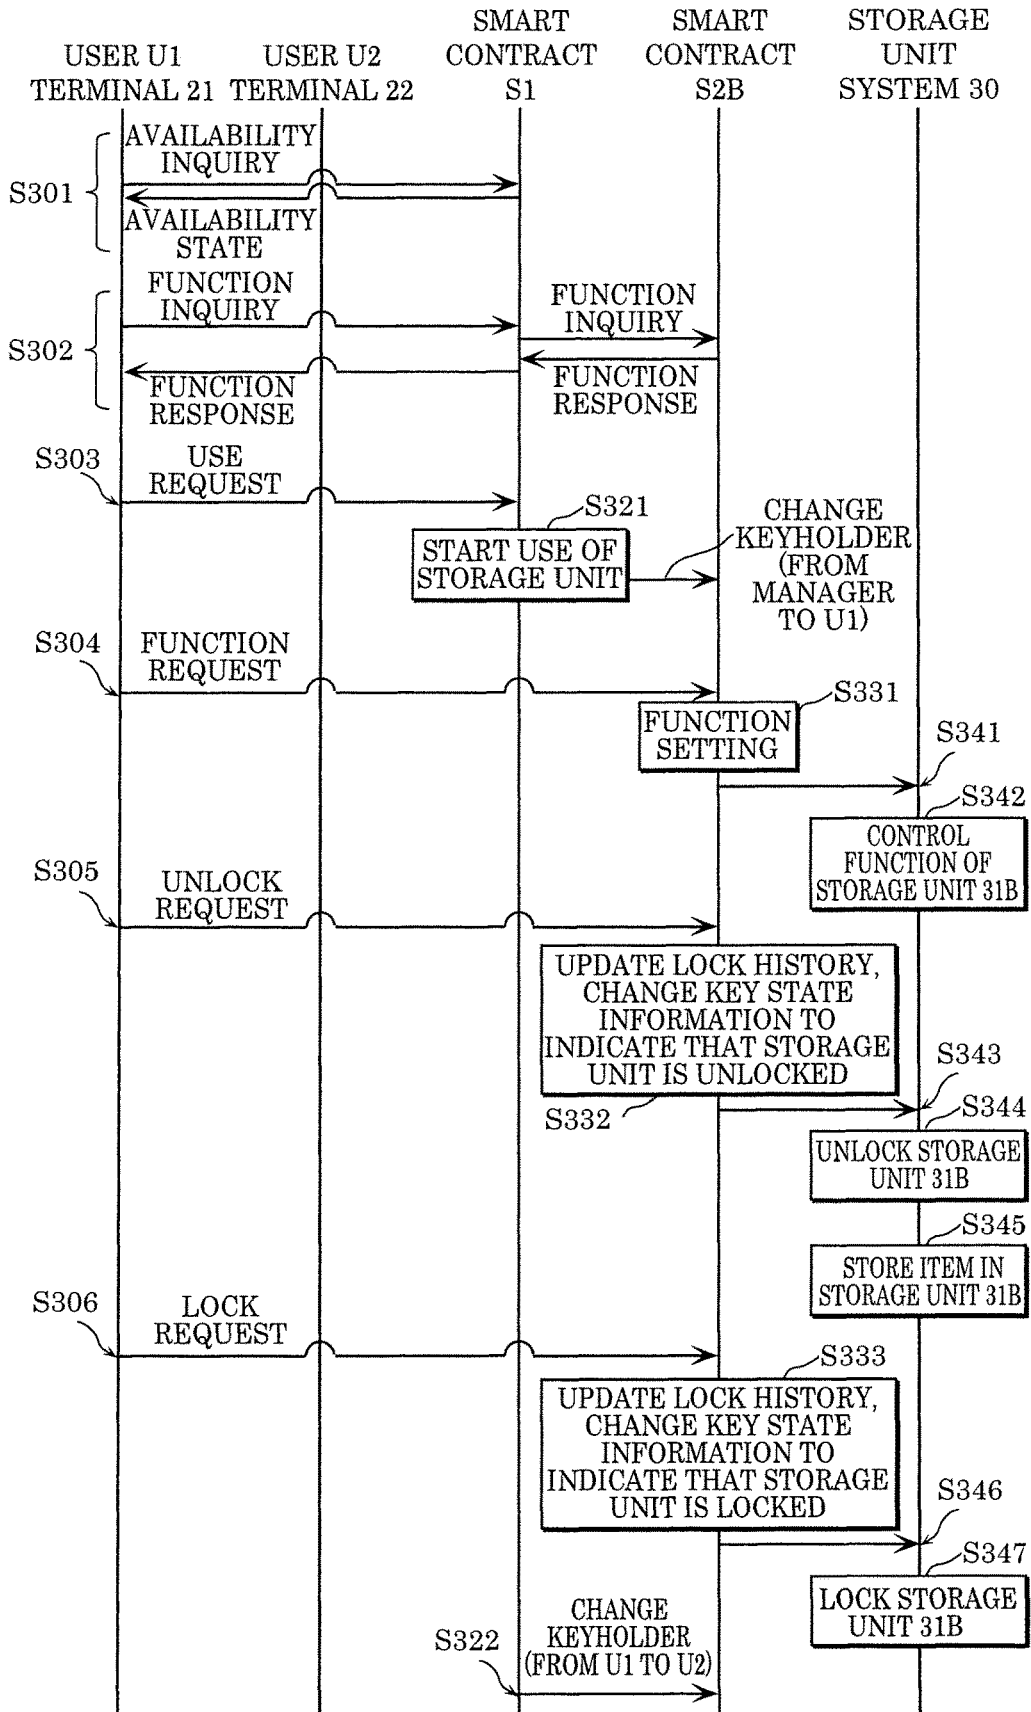 USER U1
TERMINAL 21
USER U2
TERMINAL 22
SMART
CONTRACT
S1
SMART
CONTRACT
S2B
STORAGE
UNIT
SYSTEM 30
S301
AVAILABILITY
INQUIRY
AVAILABILITY
STATE
S302
FUNCTION
INQUIRY
FUNCTION
INQUIRY
FUNCTION
RESPONSE
FUNCTION
RESPONSE
S303
USE
REQUEST
S321
START USE OF
STORAGE UNIT
CHANGE
KEYHOLDER
(FROM
MANAGER
TO U1)
S304
FUNCTION
REQUEST
S331
FUNCTION
SETTING
S341
S342
CONTROL
FUNCTION OF
STORAGE UNIT 31B
S305
UNLOCK
REQUEST
UPDATE LOCK HISTORY,
CHANGE KEY STATE
INFORMATION TO
INDICATE THAT STORAGE
UNIT IS UNLOCKED
S332
S343
S344
UNLOCK STORAGE
UNIT 31B
S345
STORE ITEM IN
STORAGE UNIT 31B
S306
LOCK
REQUEST
S333
UPDATE LOCK HISTORY,
CHANGE KEY STATE
INFORMATION TO
INDICATE THAT STORAGE
UNIT IS LOCKED
S346
S347
LOCK STORAGE
UNIT 31B
S322
CHANGE
KEYHOLDER
(FROM U1 TO U2)